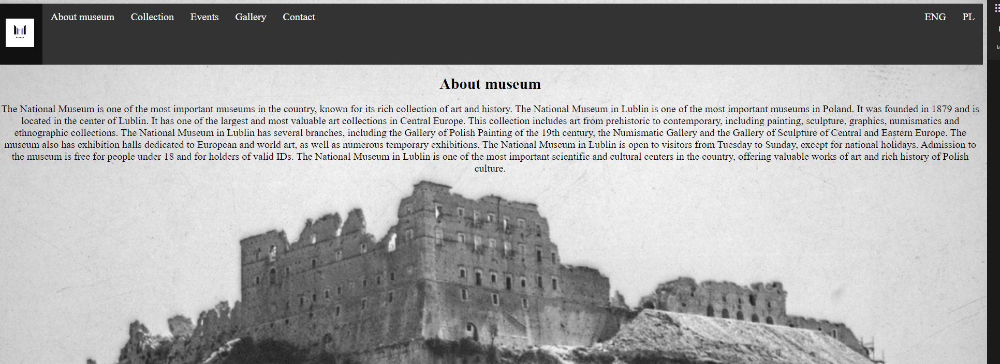 About museum Collection Events Gallery Contact ENG PL
Museum
About museum
The National Museum is one of the most important museums in the country, known for its rich collection of art and history. The National Museum in Lublin is one of the most important museums in Poland. It was founded in 1879 and is
located in the center of Lublin. It has one of the largest and most valuable art collections in Central Europe. This collection includes art from prehistoric to contemporary, including painting, sculpture, graphics, numismatics and
ethnographic collections. The National Museum in Lublin has several branches, including the Gallery of Polish Painting of the 19th century, the Numismatic Gallery and the Gallery of Sculpture of Central and Eastern Europe. The
museum also has exhibition halls dedicated to European and world art, as well as numerous temporary exhibitions. The National Museum in Lublin is open to visitors from Tuesday to Sunday, except for national holidays. Admission to
the museum is free for people under 18 and for holders of valid IDs. The National Museum in Lublin is one of the most important scientific and cultural centers in the country, offering valuable works of art and rich history of Polish
culture.